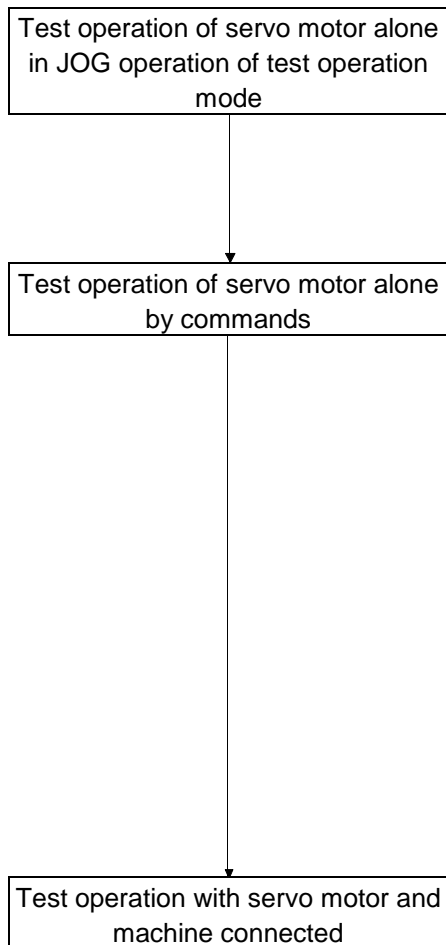 Test operation of servo motor alone
in JOG operation of test operation
mode
Test operation of servo motor alone
by commands
Test operation with servo motor and
machine connected